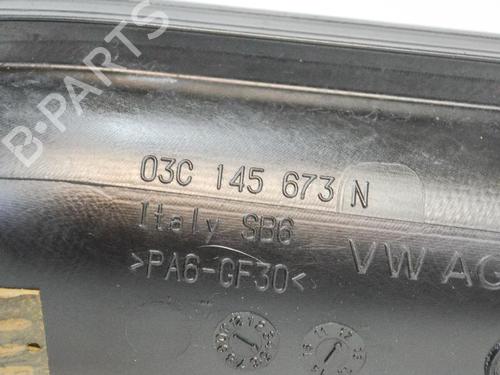 B-PARTS
03C 145 673 N
Italy SB6
>PA6-GF30<
VW AG